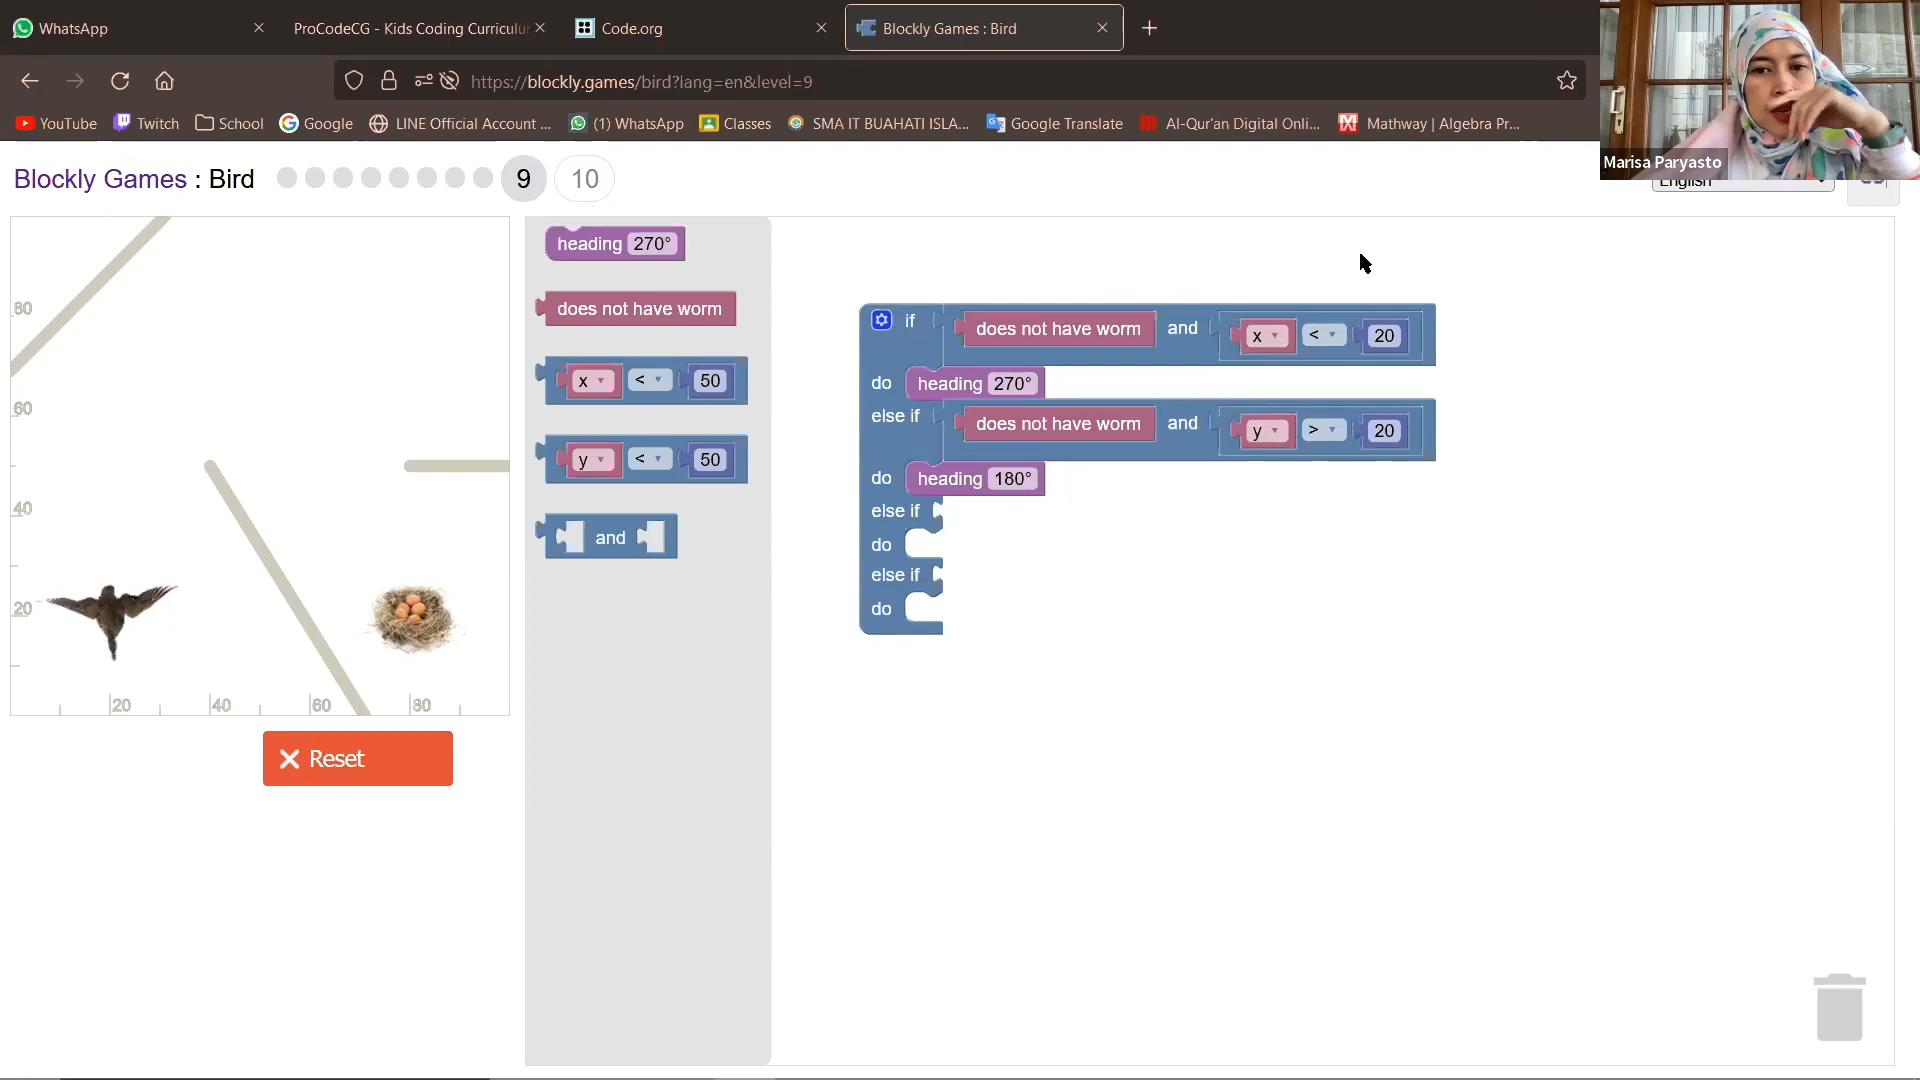 WhatsApp
ProCodeCG - Kids Coding Curriculu
Code.org
Blockly Games : Bird
https://blockly.games/bird?lang=en&level=9
YouTube
Twitch
School
Google
LINE Official Account ...
(1) WhatsApp
Classes
SMA IT BUAHATI ISLA...
Google Translate
Al-Qur'an Digital Onli...
Mathway | Algebra Pr...
Marisa Paryasto
Blockly Games : Bird
9
10
English
80
60
40
20
20
40
60
80
Reset
heading 270°
does not have worm
x < 50
y < 50
and
if does not have worm and x < 20
do heading 270°
else if does not have worm and y > 20
do heading 180°
else if
do
else if
do